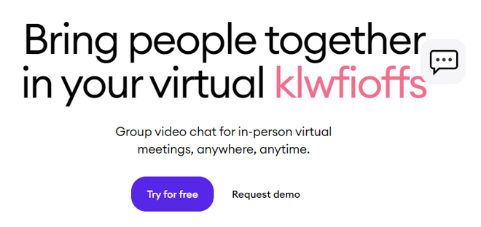 Bring people together
in your virtual klwfioffs
Group video chat for in-person virtual
meetings, anywhere, anytime.
Try for free
Request demo